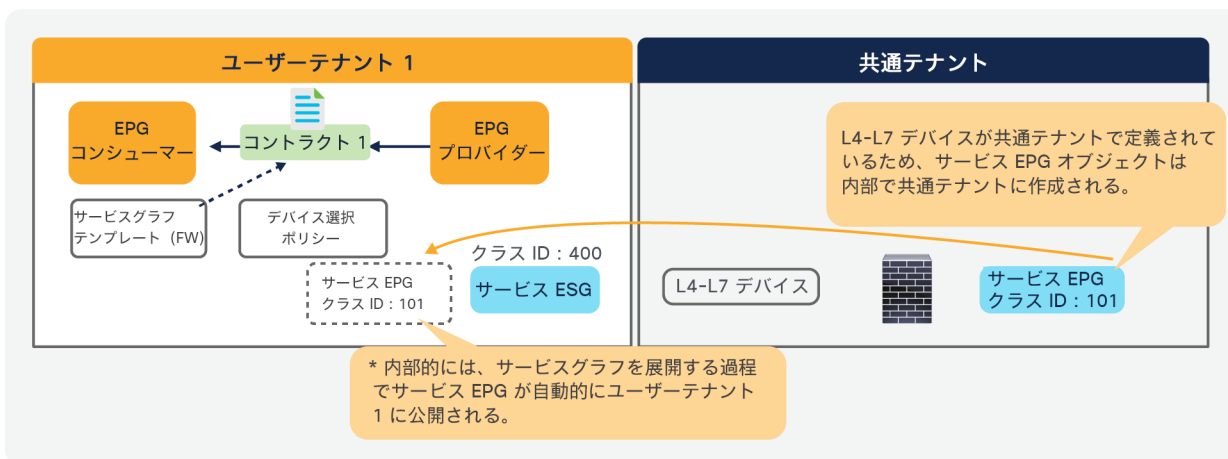 ユーザーテナント 1
共通テナント
EPG
コンシューマー
コントラクト 1
EPG
プロバイダー
L4-L7 デバイスが共通テナントで定義されて
いるため、サービス EPG オブジェクトは
内部で共通テナントに作成される。
サービスグラフ
テンプレート (FW)
デバイス選択
ポリシー
クラス ID：400
サービス ESG
サービス EPG
クラス ID：101
L4-L7 デバイス
サービス EPG
クラス ID：101
* 内部的には、サービスグラフを展開する過程
でサービス EPG が自動的にユーザーテナント
1 に公開される。